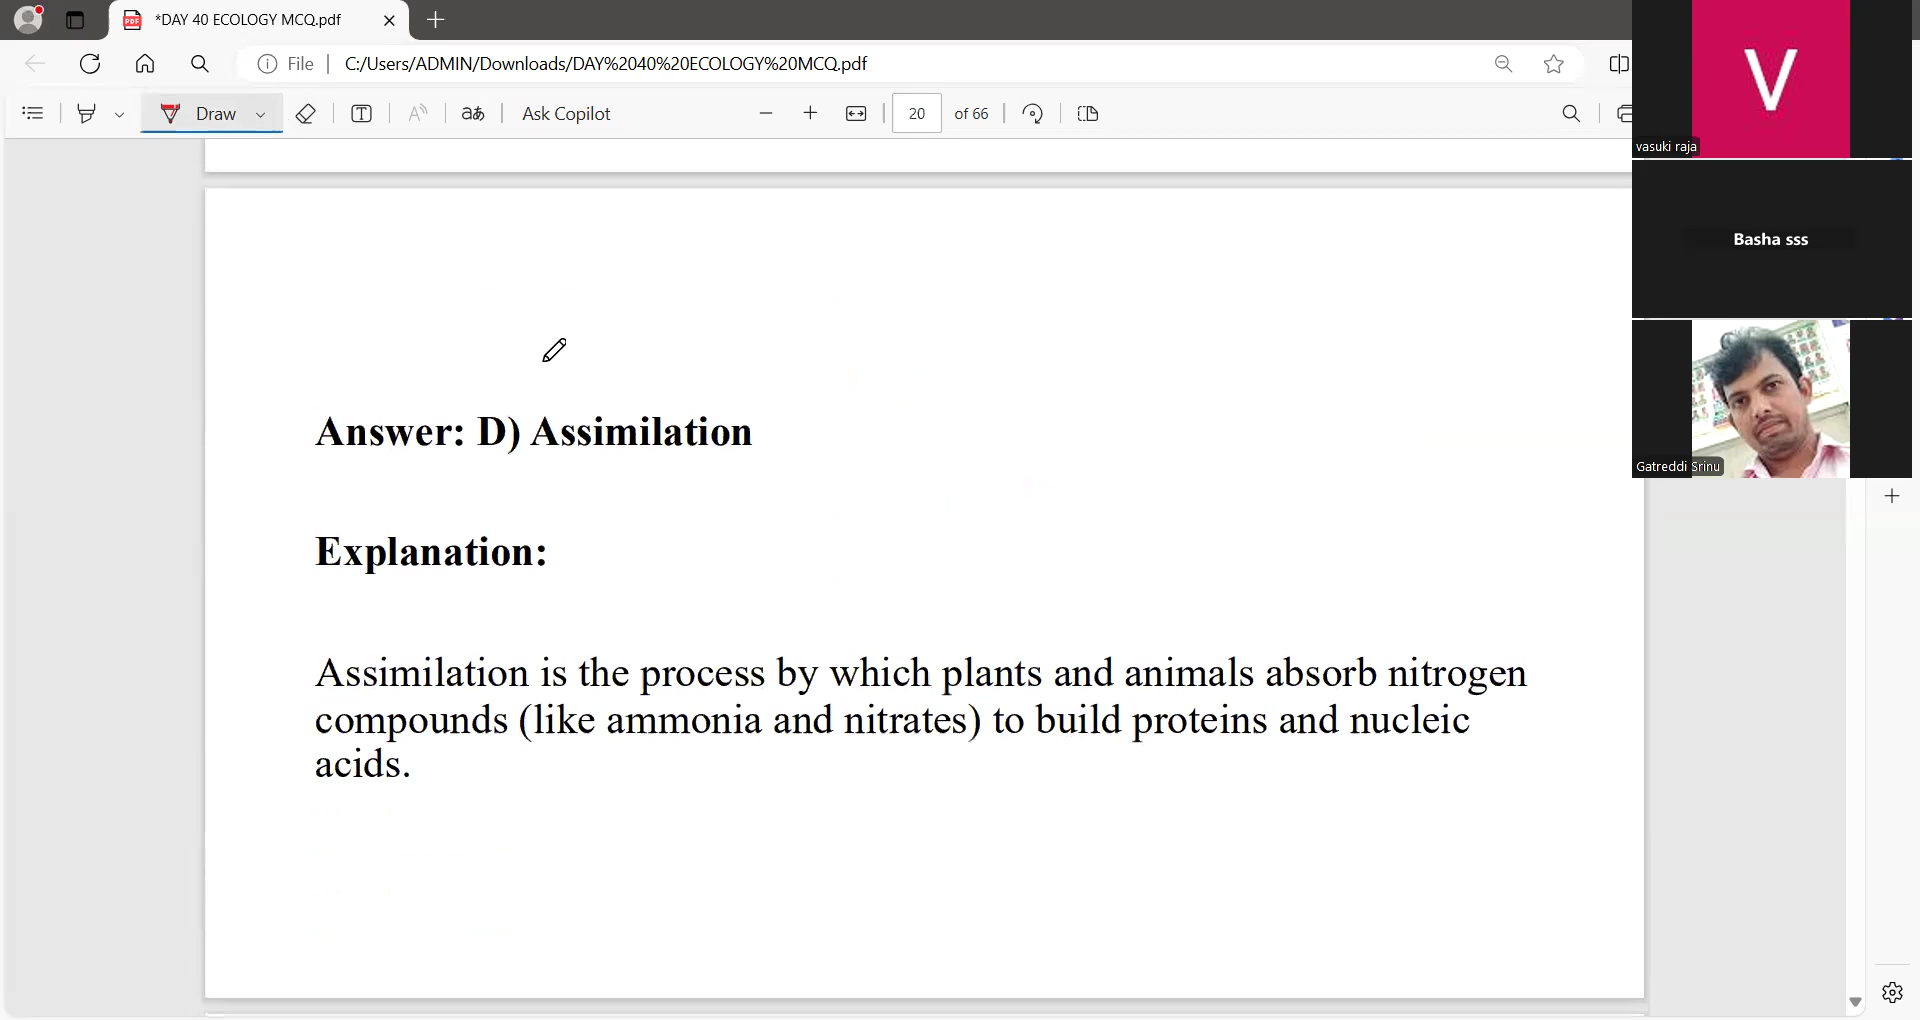 *DAY 40 ECOLOGY MCQ.pdf
File
C:/Users/ADMIN/Downloads/DAY%2040%20ECOLOGY%20MCQ.pdf
Draw
Ask Copilot
20
of 66
V
vasuki raja
Basha sss
Gatreddi Srinu
Answer: D) Assimilation
Explanation:
Assimilation is the process by which plants and animals absorb nitrogen
compounds (like ammonia and nitrates) to build proteins and nucleic
acids.